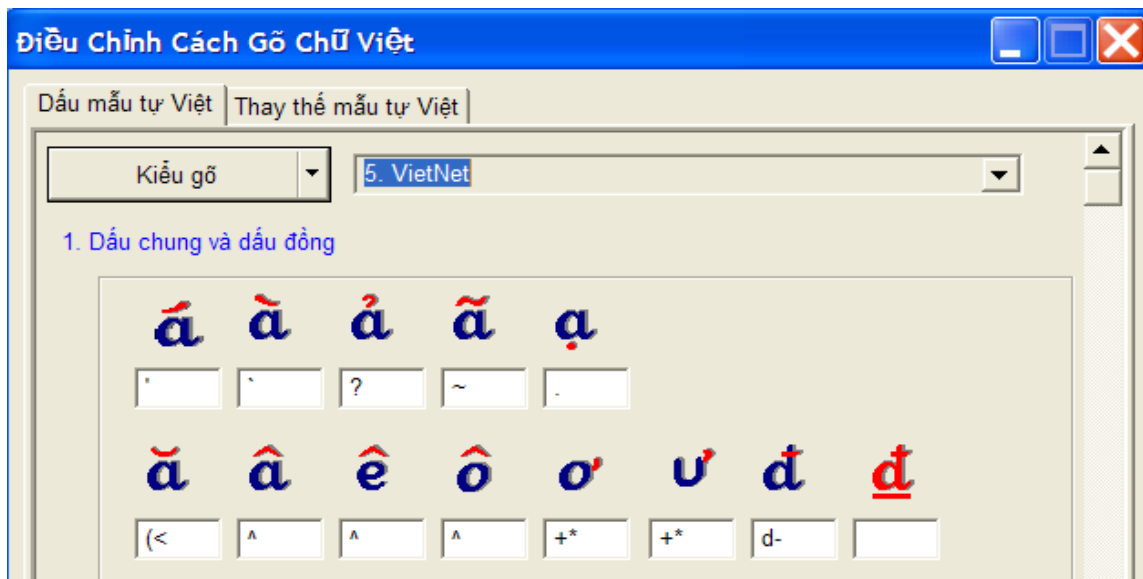 Điều Chỉnh Cách Gõ Chữ Việt
Dấu mẫu tự Việt Thay thế mẫu tự Việt
Kiểu gõ 5. VietNet
1. Dấu chung và dấu đồng
á à ả ã ạ
' ` ? ~ .
ă â ê ô ơ ư đ đ
(< ^ ^ ^ +* +* d-